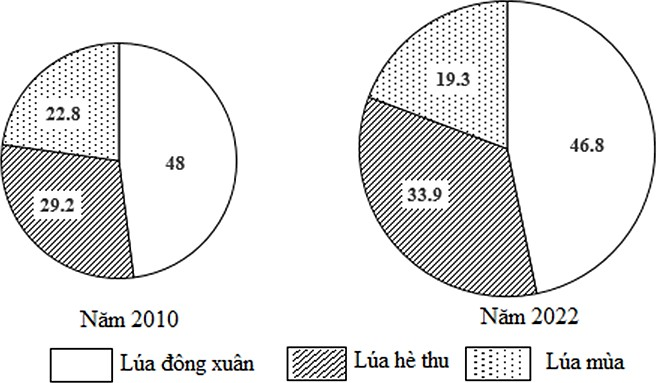 22.8
48
29.2
19.3
46.8
33.9
Năm 2010
Năm 2022
Lúa đông xuân
Lúa hè thu
Lúa mùa